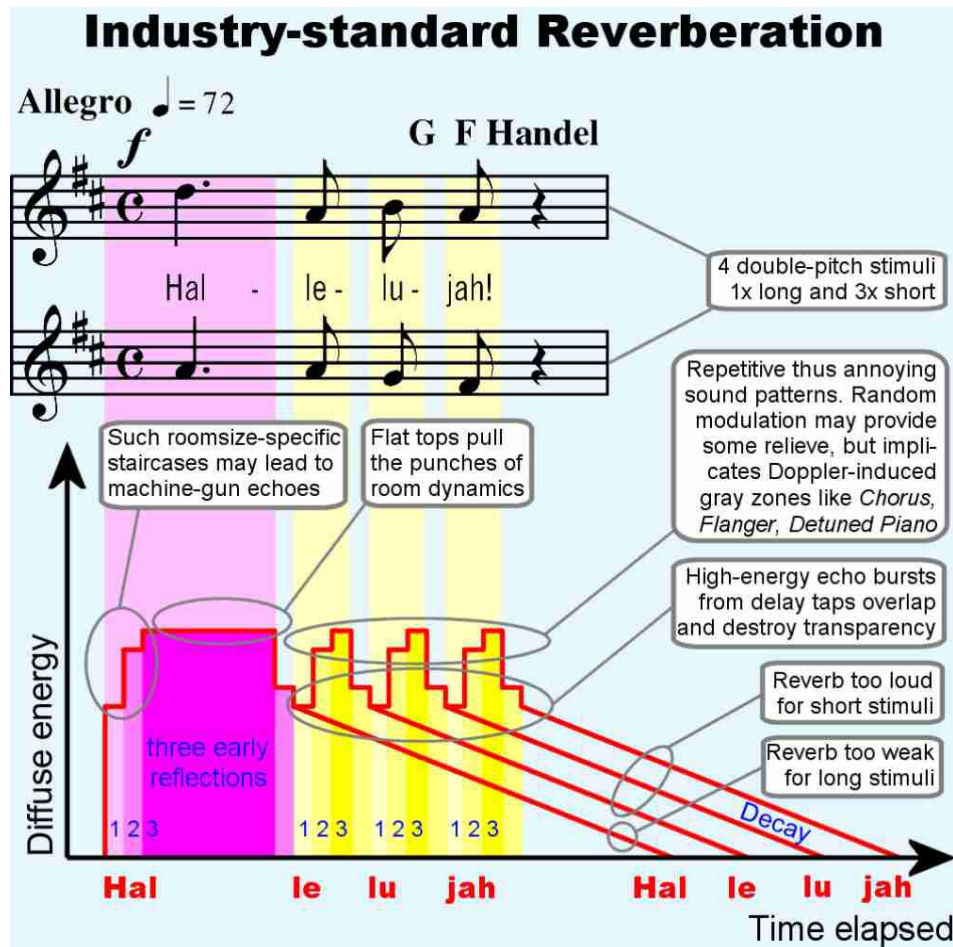 Industry-standard Reverberation
Allegro ♩ = 72
G F Handel
f
Hal - le - lu - jah!
4 double-pitch stimuli
1x long and 3x short
Repetitive thus annoying
sound patterns. Random
modulation may provide
some relieve, but impli-
cates Doppler-induced
gray zones like Chorus,
Flanger, Detuned Piano
Such roomsize-specific
staircases may lead to
machine-gun echoes
Flat tops pull
the punches of
room dynamics
High-energy echo bursts
from delay taps overlap
and destroy transparency
Reverb too loud
for short stimuli
Reverb too weak
for long stimuli
Diffuse energy
three early
reflections
1 2 3
1 2 3
1 2 3
1 2 3
Decay
Hal le lu jah Hal le lu jah
Time elapsed